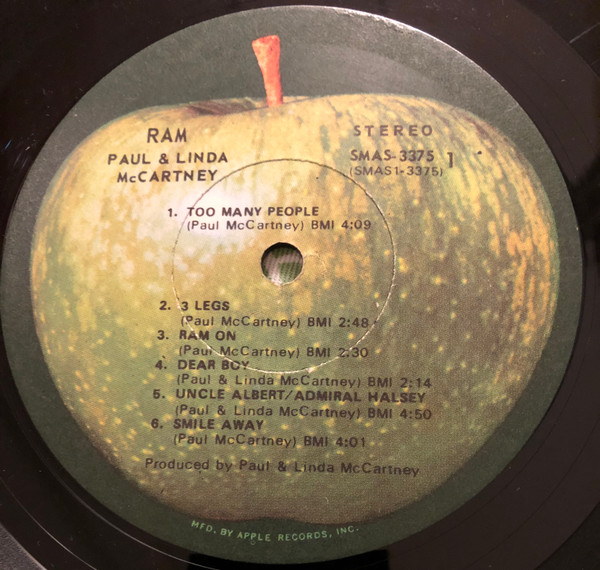 RAM
PAUL & LINDA
McCARTNEY
STEREO
SMAS-3375 1
(SMAS1-3375)
1. TOO MANY PEOPLE
(Paul McCartney) BMI 4:09
2. 3 LEGS
(Paul McCartney) BMI 2:48
3. RAM ON
(Paul McCartney) BMI 2:30
4. DEAR BOY
(Paul & Linda McCartney) BMI 2:14
5. UNCLE ALBERT/ADMIRAL HALSEY
(Paul & Linda McCartney) BMI 4:50
6. SMILE AWAY
(Paul McCartney) BMI 4:01
Produced by Paul & Linda McCartney
MFD. BY APPLE RECORDS, INC.